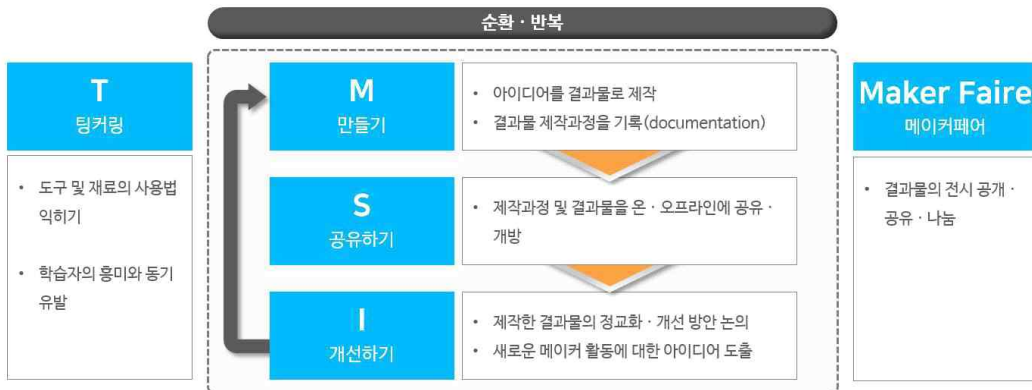 순환 · 반복
T
팅커링
• 도구 및 재료의 사용법
익히기
• 학습자의 흥미와 동기
유발
M
만들기
• 아이디어를 결과물로 제작
• 결과물 제작과정을 기록(documentation)
S
공유하기
• 제작과정 및 결과물을 온 · 오프라인에 공유 ·
개방
I
개선하기
• 제작한 결과물의 정교화 · 개선 방안 논의
• 새로운 메이커 활동에 대한 아이디어 도출
Maker Faire
메이커페어
• 결과물의 전시 공개 ·
공유 · 나눔